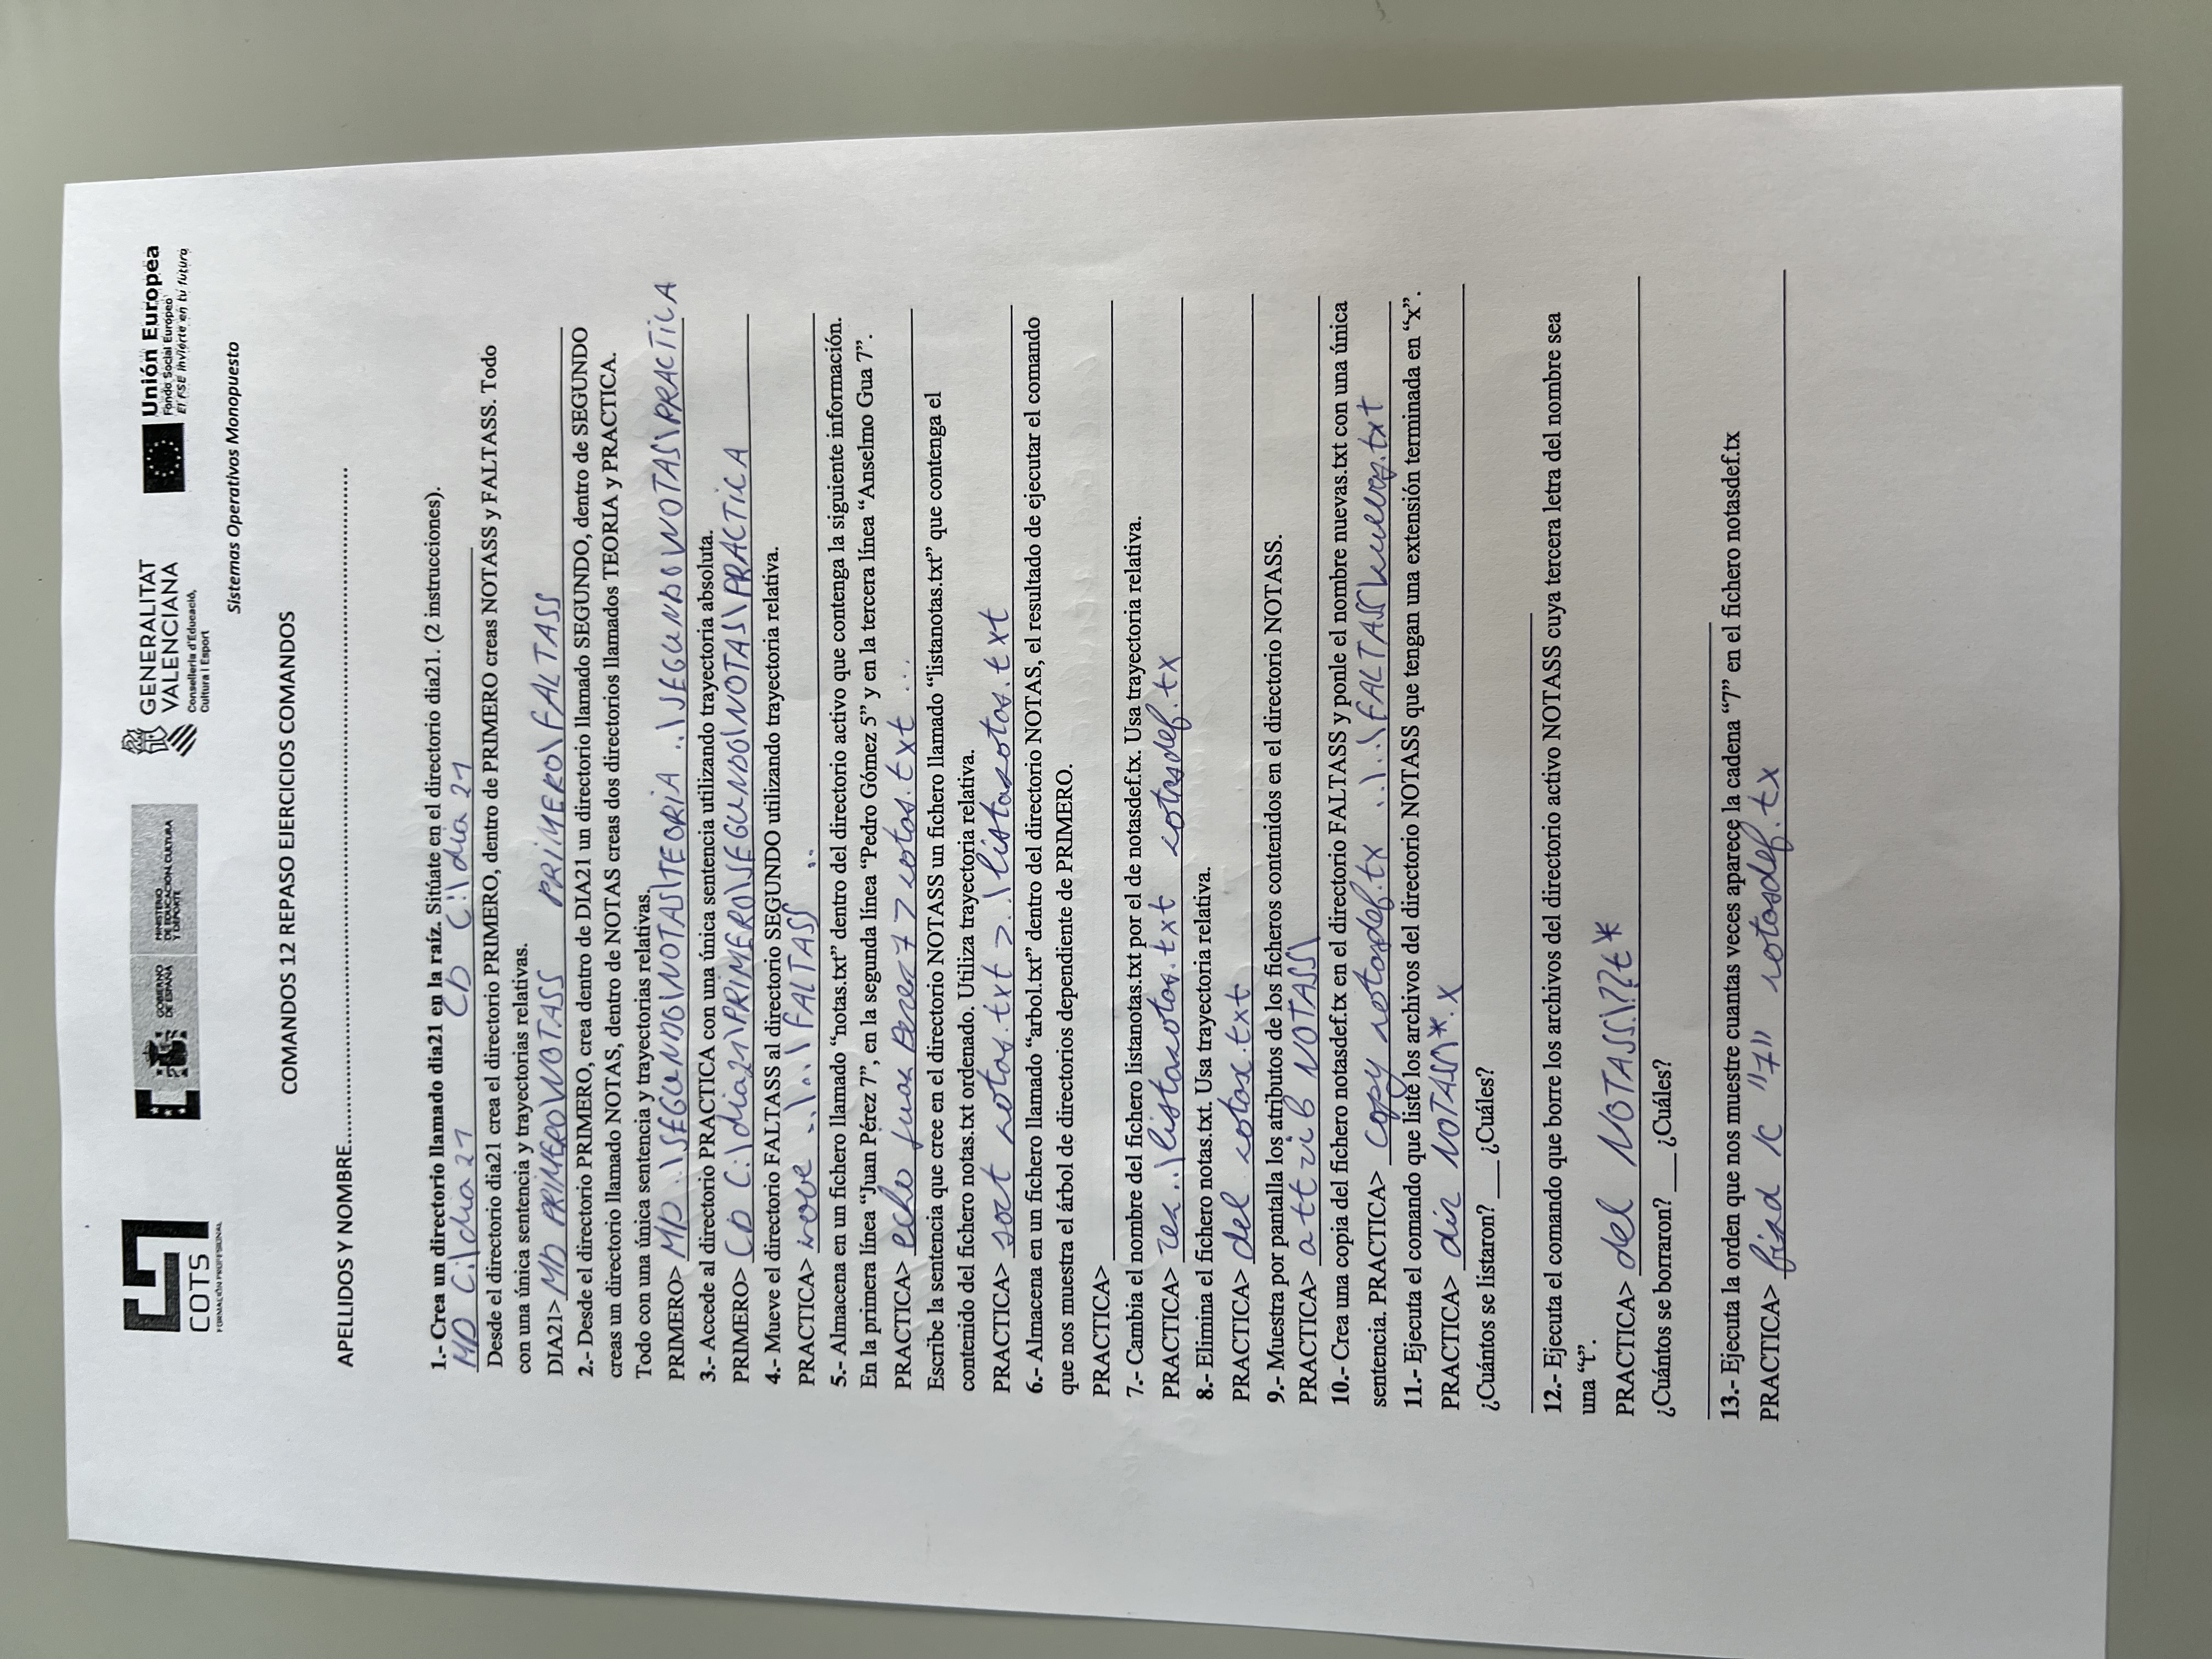 COTS
FORMACIÓN PROFESIONAL
GOBIERNO DE ESPAÑA
MINISTERIO DE EDUCACIÓN, CULTURA Y DEPORTE
GENERALITAT VALENCIANA
Conselleria d'Educació, Cultura i Esport
Unión Europea
Fondo Social Europeo
El FSE invierte en tu futuro
Sistemas Operativos Monopuesto
COMANDOS 12 REPASO EJERCICIOS COMANDOS
APELLIDOS Y NOMBRE................................................................................................................
1.- Crea un directorio llamado dia21 en la raíz. Sitúate en el directorio dia21. (2 instrucciones).
MD C:\dia21 CD C:\dia21
Desde el directorio dia21 crea el directorio PRIMERO, dentro de PRIMERO creas NOTASS y FALTASS. Todo
con una única sentencia y trayectorias relativas.
DIA21> MD PRIMERO\NOTASS PRIMERO\FALTASS
2.- Desde el directorio PRIMERO, crea dentro de DIA21 un directorio llamado SEGUNDO, dentro de SEGUNDO
creas un directorio llamado NOTAS, dentro de NOTAS creas dos directorios llamados TEORIA y PRACTICA.
Todo con una única sentencia y trayectorias relativas.
PRIMERO> MD ..\SEGUNDO\NOTAS\TEORIA ..\SEGUNDO\NOTAS\PRACTICA
3.- Accede al directorio PRACTICA con una única sentencia utilizando trayectoria absoluta.
PRIMERO> CD C:\dia21\PRIMERO\SEGUNDO\NOTAS\PRACTICA
4.- Mueve el directorio FALTASS al directorio SEGUNDO utilizando trayectoria relativa.
PRACTICA> move ..\..\FALTASS ..
5.- Almacena en un fichero llamado “notas.txt” dentro del directorio activo que contenga la siguiente información.
En la primera línea “Juan Pérez 7”, en la segunda línea “Pedro Gómez 5” y en la tercera línea “Anselmo Gua 7”.
PRACTICA> echo juan Perez 7 > notas.txt ...
Escribe la sentencia que cree en el directorio NOTASS un fichero llamado “listanotas.txt” que contenga el
contenido del fichero notas.txt ordenado. Utiliza trayectoria relativa.
PRACTICA> sort notas.txt > ..\listanotas.txt
6.- Almacena en un fichero llamado “arbol.txt” dentro del directorio NOTAS, el resultado de ejecutar el comando
que nos muestra el árbol de directorios dependiente de PRIMERO.
PRACTICA>
7.- Cambia el nombre del fichero listanotas.txt por el de notasdef.tx. Usa trayectoria relativa.
PRACTICA> ren ..\listanotas.txt notasdef.tx
8.- Elimina el fichero notas.txt. Usa trayectoria relativa.
PRACTICA> del notas.txt
9.- Muestra por pantalla los atributos de los ficheros contenidos en el directorio NOTASS.
PRACTICA> attrib NOTASS\
10.- Crea una copia del fichero notasdef.tx en el directorio FALTASS y ponle el nombre nuevas.txt con una única
sentencia. PRACTICA> copy notasdef.tx ..\..\FALTASS\nuevas.txt
11.- Ejecuta el comando que liste los archivos del directorio NOTASS que tengan una extensión terminada en “x”.
PRACTICA> dir NOTASS\*.x
¿Cuántos se listaron? ___ ¿Cuáles?
12.- Ejecuta el comando que borre los archivos del directorio activo NOTASS cuya tercera letra del nombre sea
una “t”.
PRACTICA> del NOTASS\??t*
¿Cuántos se borraron? ___ ¿Cuáles?
13.- Ejecuta la orden que nos muestre cuantas veces aparece la cadena “7” en el fichero notasdef.tx
PRACTICA> find /c "7" notasdef.tx